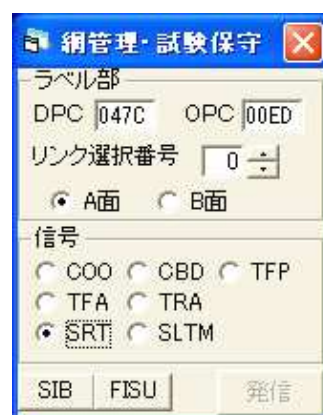 網管理・試験保守
ラベル部
DPC 047C OPC 00ED
リンク選択番号 0
A面 B面
信号
COO CBD TFP
TFA TRA
SRT SLTM
SIB FISU 発信